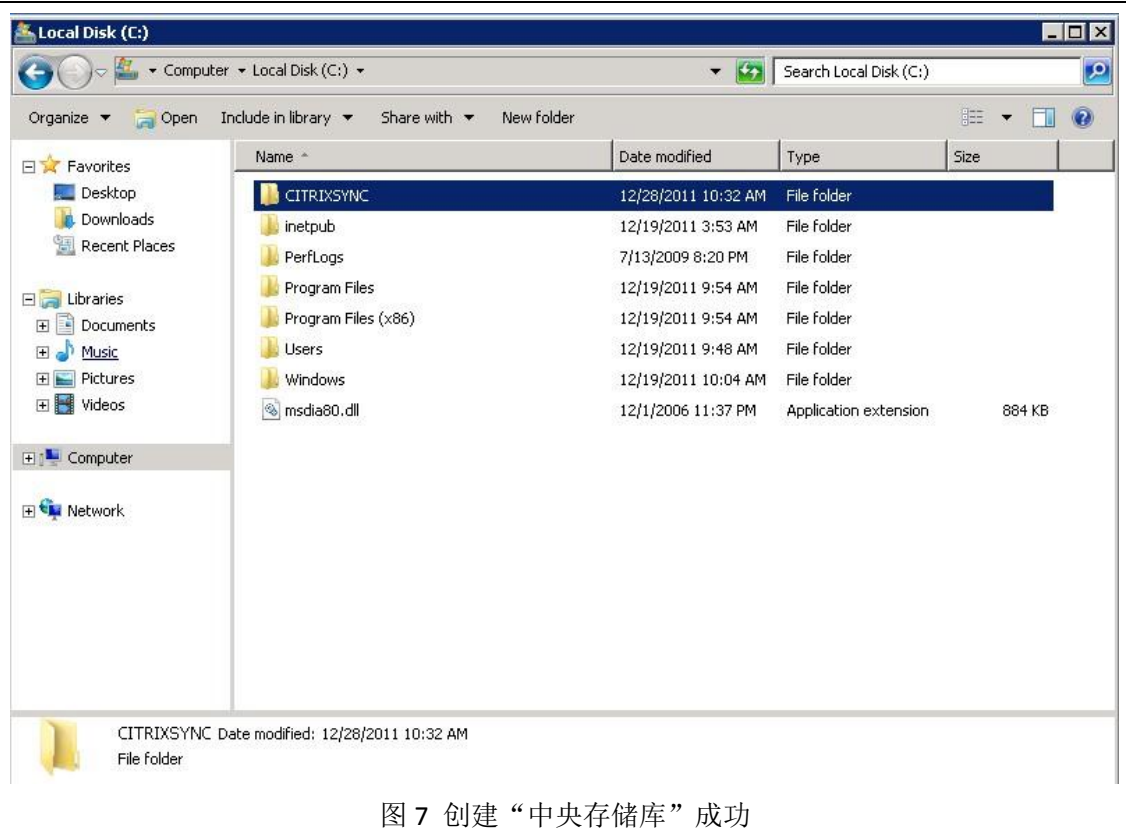 Local Disk (C:)
Computer Local Disk (C:) Search Local Disk (C:)
Organize Open Include in library Share with New folder
Favorites
Desktop
Downloads
Recent Places
Libraries
Documents
Music
Pictures
Videos
Computer
Network
Name Date modified Type Size
CITRIXSYNC 12/28/2011 10:32 AM File folder
inetpub 12/19/2011 3:53 AM File folder
PerfLogs 7/13/2009 8:20 PM File folder
Program Files 12/19/2011 9:54 AM File folder
Program Files (x86) 12/19/2011 9:54 AM File folder
Users 12/19/2011 9:48 AM File folder
Windows 12/19/2011 10:04 AM File folder
msdia80.dll 12/1/2006 11:37 PM Application extension 884 KB
CITRIXSYNC Date modified: 12/28/2011 10:32 AM
File folder
图 7 创建“中央存储库”成功